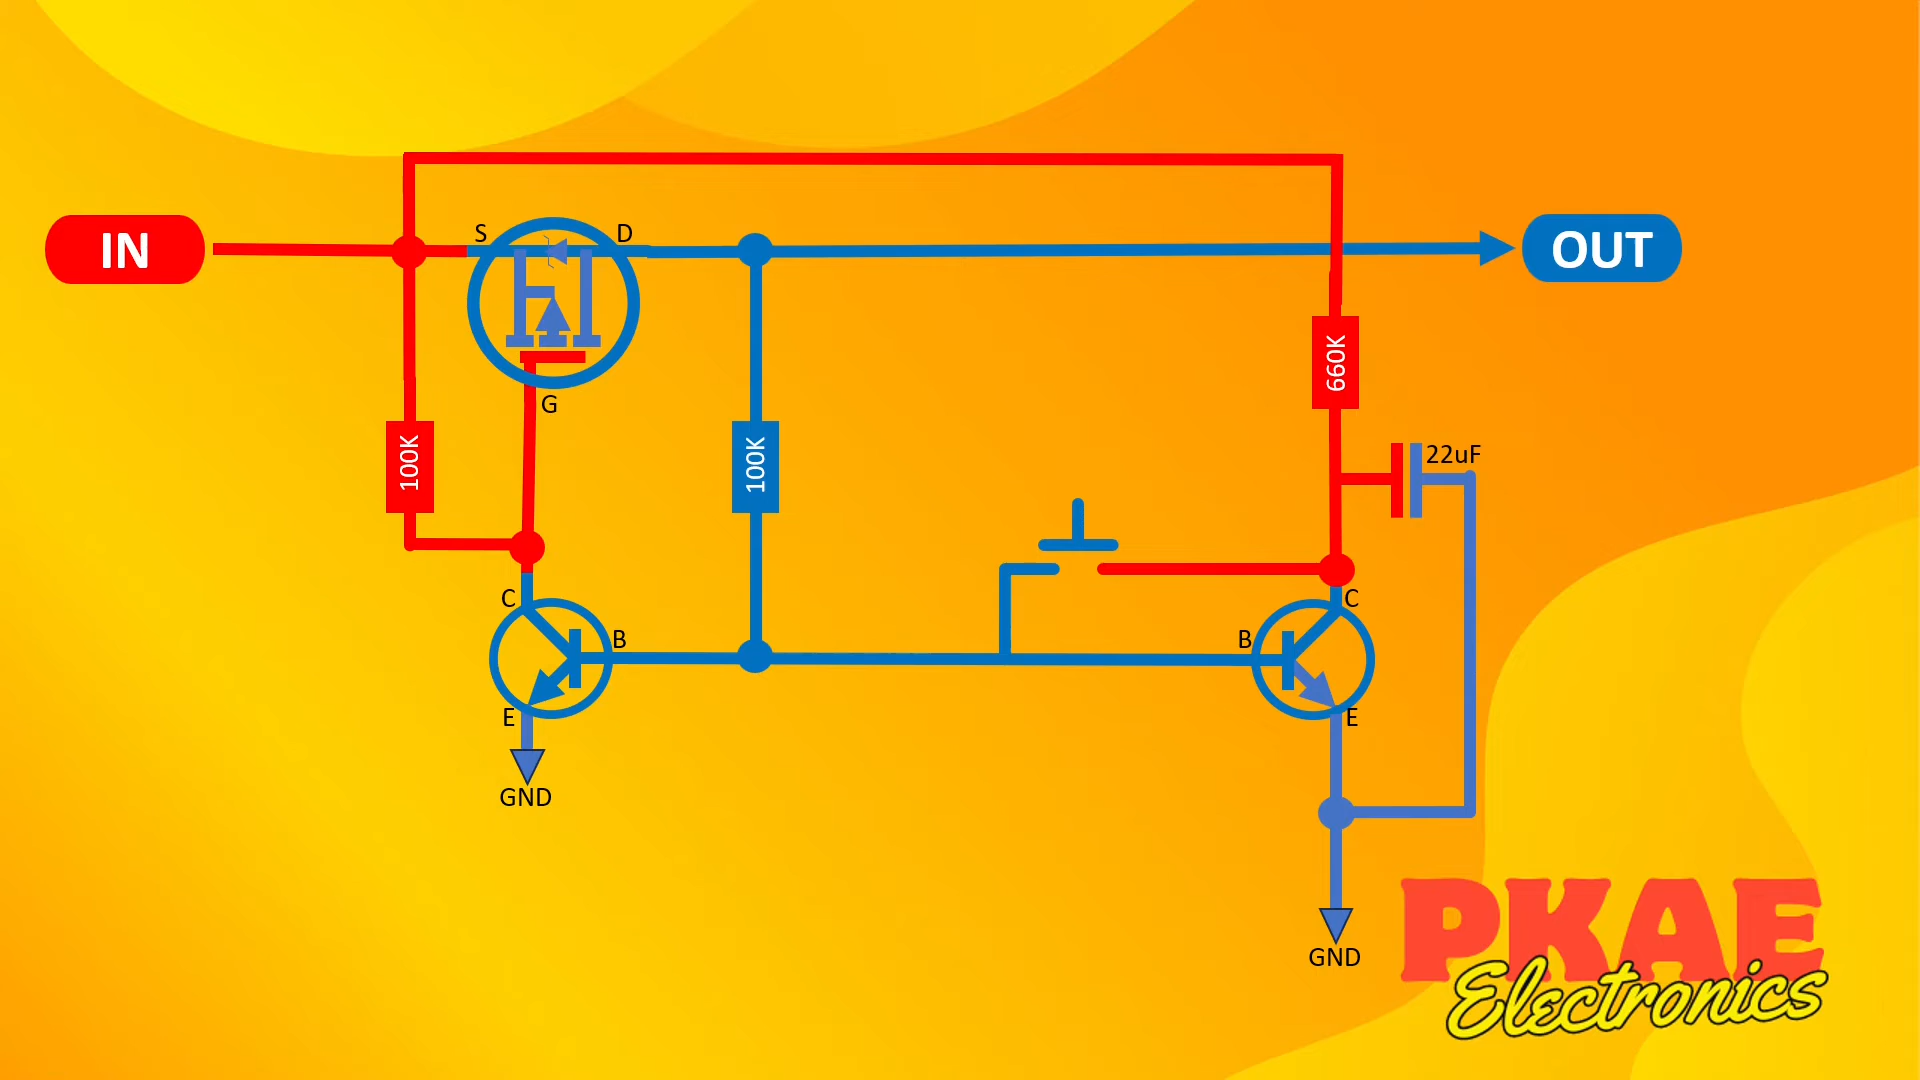 IN
S
D
OUT
G
660K
100K
100K
22uF
C
B
B
C
E
E
GND
GND
PKAE
Electronics